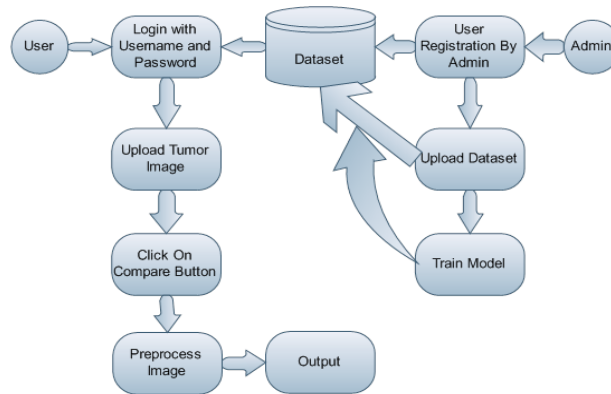 User
Login with
Username and
Password
Dataset
User
Registration By
Admin
Admin
Upload Tumor
Image
Upload Dataset
Click On
Compare Button
Train Model
Preprocess
Image
Output